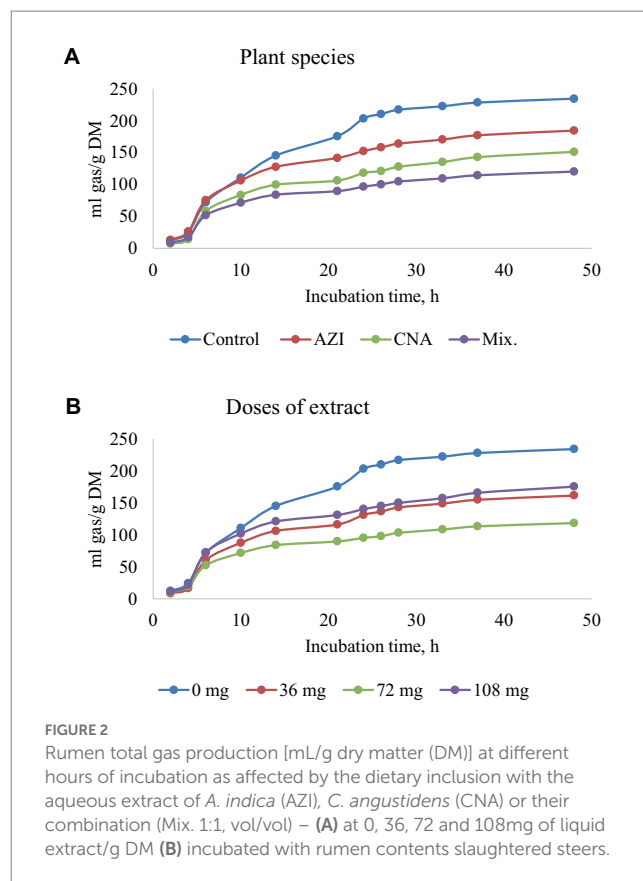 A
Plant species
250
200
150
100
50
0
ml gas/g DM
0
10
20
30
40
50
Incubation time, h
Control
AZI
CNA
Mix.
B
Doses of extract
250
200
150
100
50
0
ml gas/g DM
0
10
20
30
40
50
Incubation time, h
0 mg
36 mg
72 mg
108 mg
FIGURE 2
Rumen total gas production [mL/g dry matter (DM)] at different
hours of incubation as affected by the dietary inclusion with the
aqueous extract of A. indica (AZI), C. angustidens (CNA) or their
combination (Mix. 1:1, vol/vol) – (A) at 0, 36, 72 and 108mg of liquid
extract/g DM (B) incubated with rumen contents slaughtered steers.